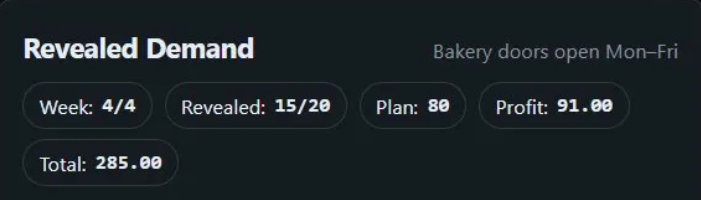 Revealed Demand
Bakery doors open Mon–Fri
Week: 4/4
Revealed: 15/20
Plan: 80
Profit: 91.00
Total: 285.00